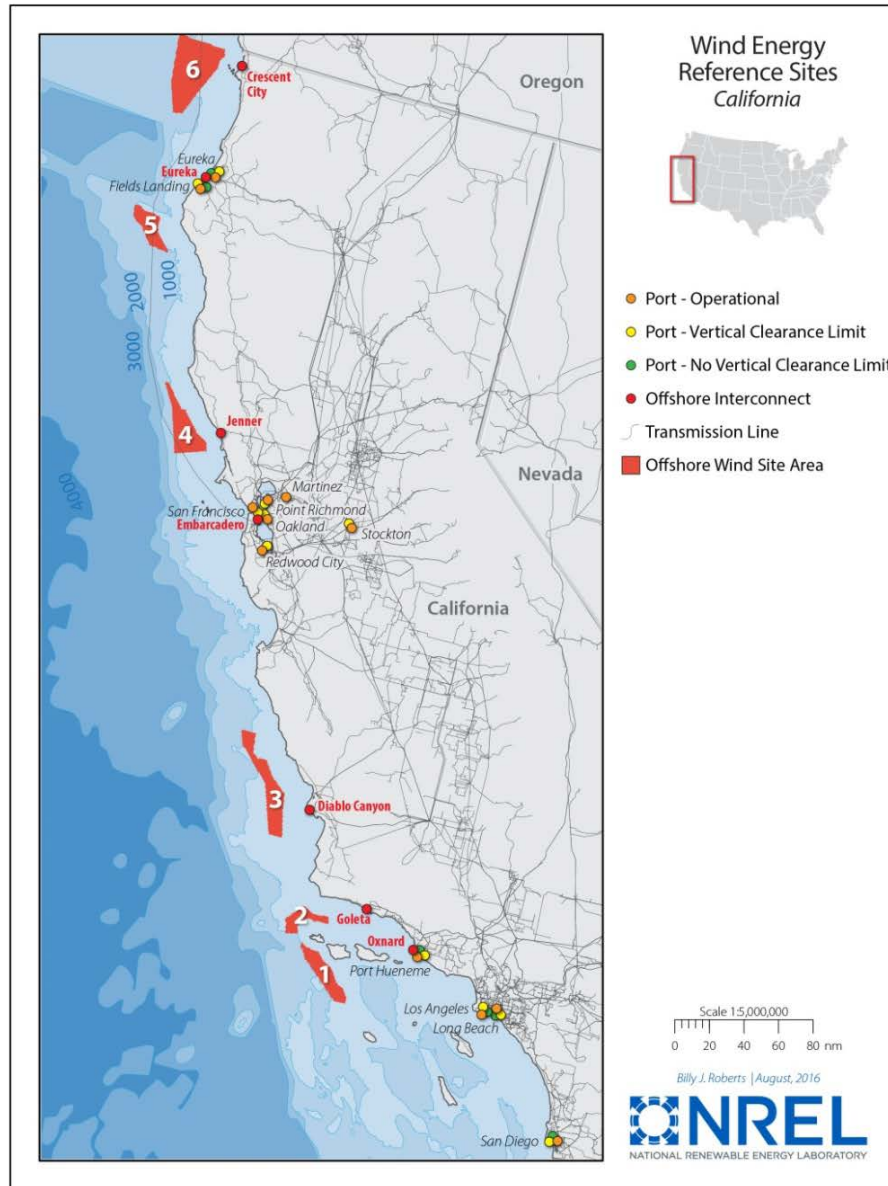 Wind Energy
Reference Sites
California
Port - Operational
Port - Vertical Clearance Limit
Port - No Vertical Clearance Limit
Offshore Interconnect
Transmission Line
Offshore Wind Site Area
6
Crescent
City
Oregon
Eureka
Eureka
Fields Landing
5
1000
2000
3000
4
Jenner
Nevada
4000
Martinez
San Francisco
Point Richmond
Embarcadero
Oakland
Stockton
Redwood City
California
3
Diablo Canyon
2
Goleta
Oxnard
1
Port Hueneme
Los Angeles
Long Beach
San Diego
Scale 1:5,000,000
0 20 40 60 80 nm
Billy J. Roberts | August, 2016
NREL
NATIONAL RENEWABLE ENERGY LABORATORY